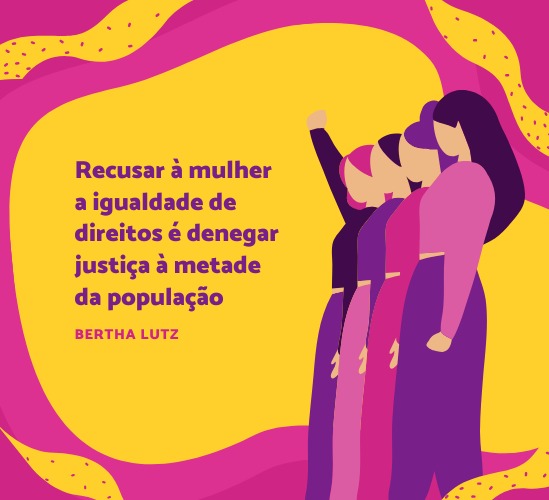 Recusar à mulher
a igualdade de
direitos é denegar
justiça à metade
da população
BERTHA LUTZ